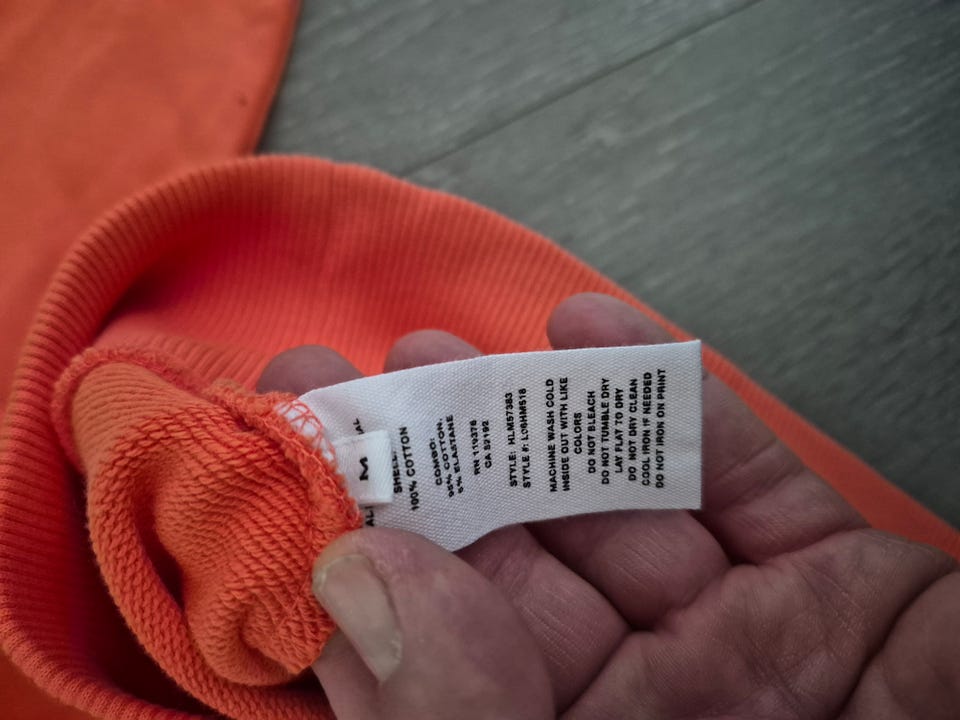 M
100% COTTON
COMBO:
95% COTTON,
5% ELASTANE
RN 119376
CA 52192
STYLE: HLM57383
STYLE #: L08HM518
MACHINE WASH COLD
INSIDE OUT WITH LIKE
COLORS
DO NOT BLEACH
DO NOT TUMBLE DRY
LAY FLAT TO DRY
DO NOT DRY CLEAN
COOL IRON IF NEEDED
DO NOT IRON ON PRINT